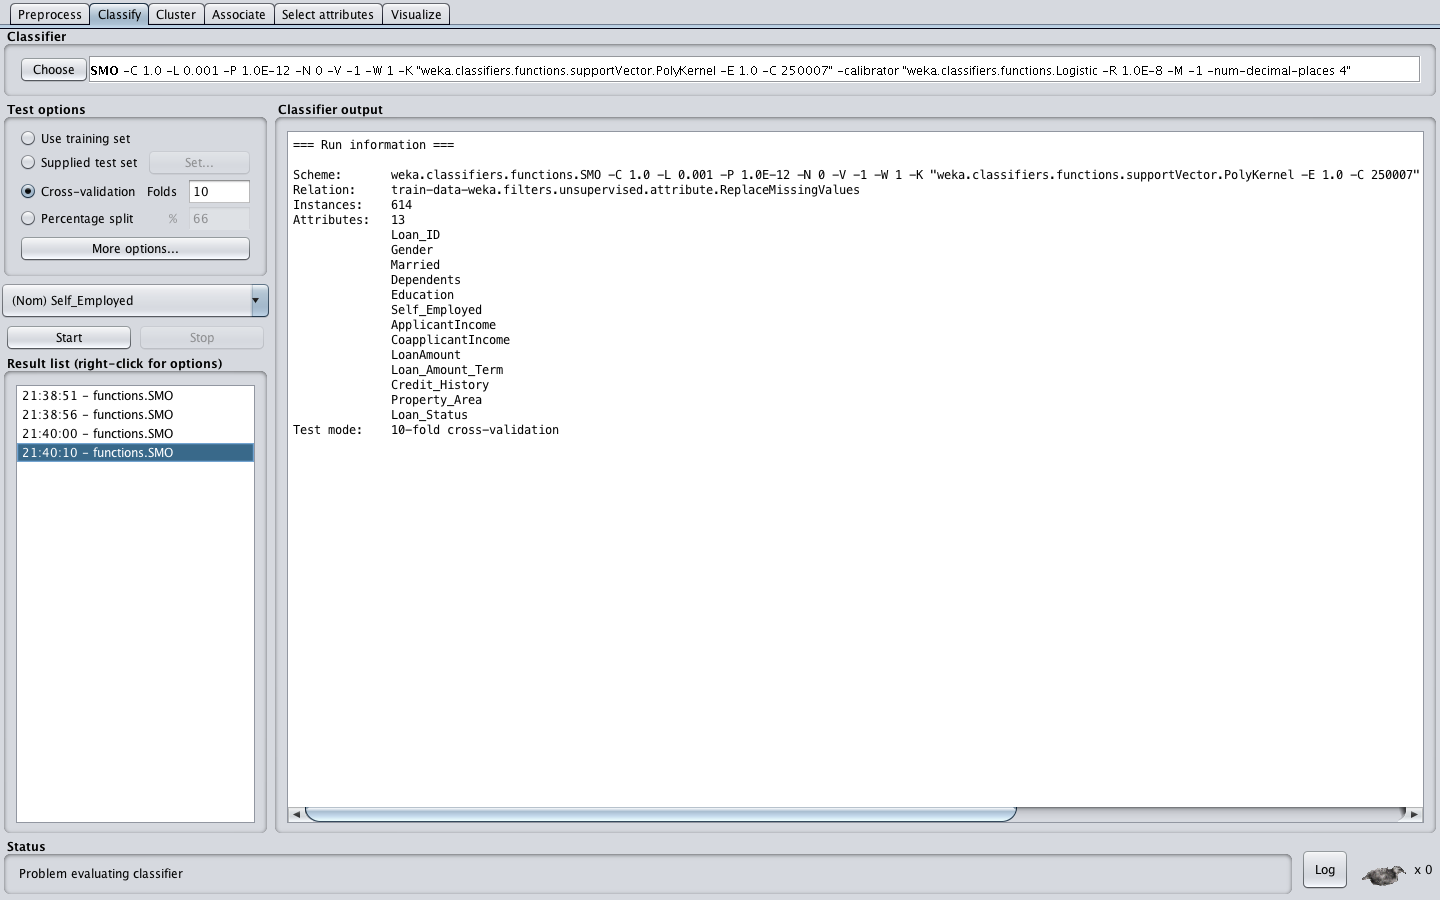 Preprocess Classify Cluster Associate Select attributes Visualize
Classifier
Choose SMO -C 1.0 -L 0.001 -P 1.0E-12 -N 0 -V -1 -W 1 -K "weka.classifiers.functions.supportVector.PolyKernel -E 1.0 -C 250007" -calibrator "weka.classifiers.functions.Logistic -R 1.0E-8 -M -1 -num-decimal-places 4"
Test options
Use training set
Supplied test set Set...
Cross-validation Folds 10
Percentage split % 66
More options...
(Nom) Self_Employed
Start Stop
Result list (right-click for options)
21:38:51 - functions.SMO
21:38:56 - functions.SMO
21:40:00 - functions.SMO
21:40:10 - functions.SMO
Classifier output
=== Run information ===
Scheme: weka.classifiers.functions.SMO -C 1.0 -L 0.001 -P 1.0E-12 -N 0 -V -1 -W 1 -K "weka.classifiers.functions.supportVector.PolyKernel -E 1.0 -C 250007"
Relation: train-data-weka.filters.unsupervised.attribute.ReplaceMissingValues
Instances: 614
Attributes: 13
Loan_ID
Gender
Married
Dependents
Education
Self_Employed
ApplicantIncome
CoapplicantIncome
LoanAmount
Loan_Amount_Term
Credit_History
Property_Area
Loan_Status
Test mode: 10-fold cross-validation
Status
Problem evaluating classifier
Log x 0